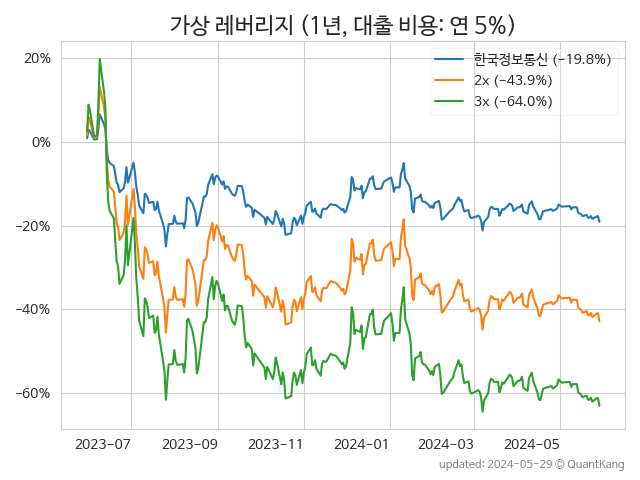 가상 레버리지 (1년, 대출 비용: 연 5%)
한국정보통신 (−19.8%)
2x (−43.9%)
3x (−64.0%)
20%
0%
−20%
−40%
−60%
2023−07
2023−09
2023−11
2024−01
2024−03
2024−05
updated: 2024-05-29 © QuantKang